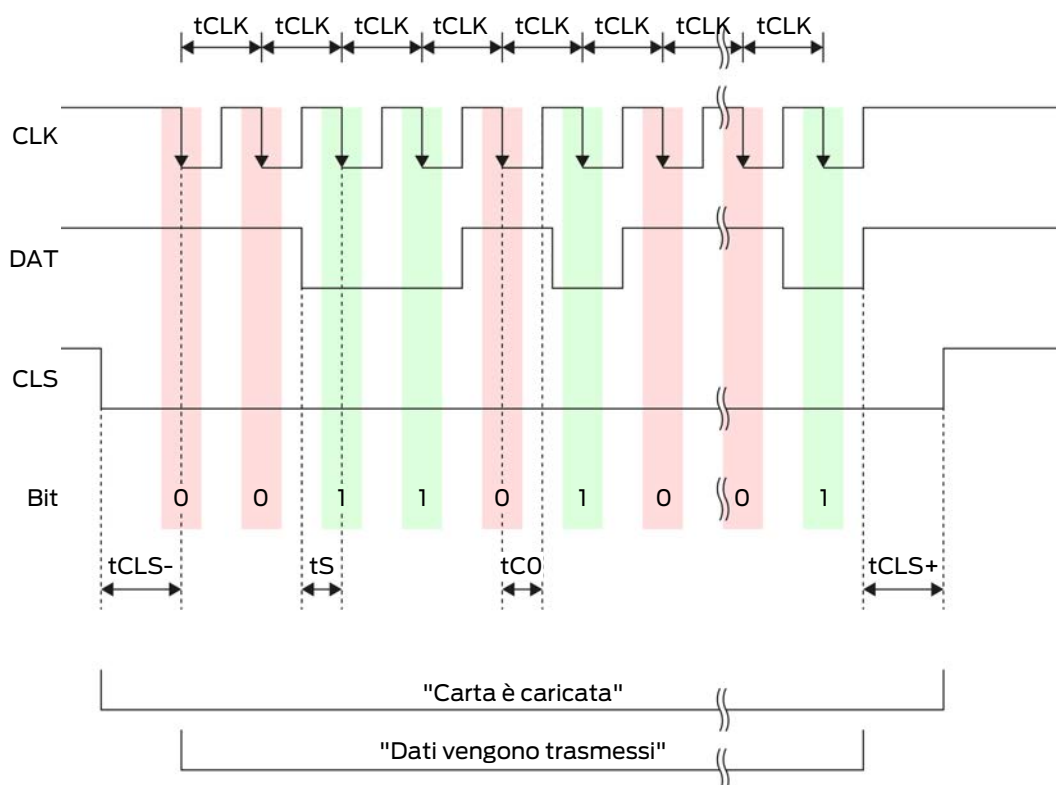 tCLK tCLK tCLK tCLK tCLK tCLK tCLK tCLK
CLK
DAT
CLS
Bit 0 0 1 1 0 1 0 0 1
tCLS- tS tC0 tCLS+
"Carta è caricata"
"Dati vengono trasmessi"